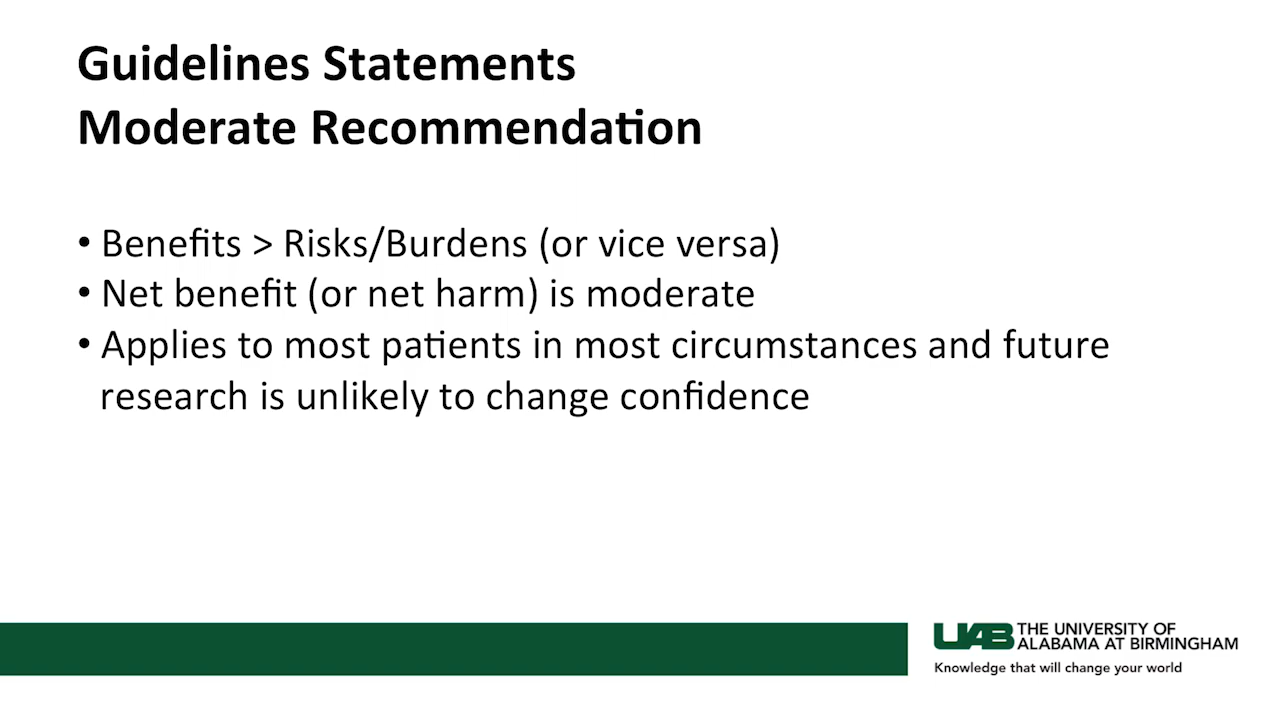 Guidelines Statements
Moderate Recommendation
• Benefits > Risks/Burdens (or vice versa)
• Net benefit (or net harm) is moderate
• Applies to most patients in most circumstances and future
research is unlikely to change confidence
UAB THE UNIVERSITY OF
ALABAMA AT BIRMINGHAM
Knowledge that will change your world